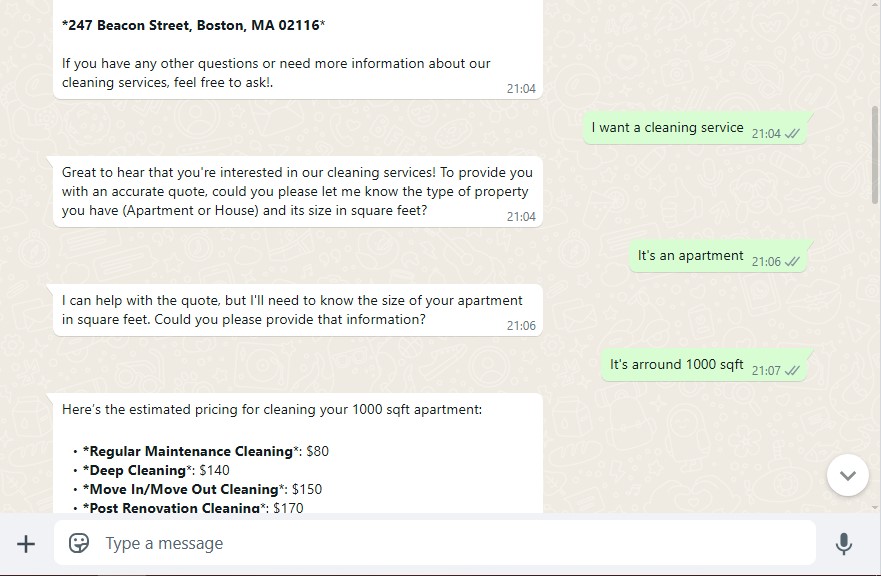 *247 Beacon Street, Boston, MA 02116*
If you have any other questions or need more information about our
cleaning services, feel free to ask!.
21:04
I want a cleaning service 21:04
Great to hear that you're interested in our cleaning services! To provide you
with an accurate quote, could you please let me know the type of property
you have (Apartment or House) and its size in square feet?
21:04
It's an apartment 21:06
I can help with the quote, but I'll need to know the size of your apartment
in square feet. Could you please provide that information?
21:06
It's arround 1000 sqft 21:07
Here's the estimated pricing for cleaning your 1000 sqft apartment:
• *Regular Maintenance Cleaning*: $80
• *Deep Cleaning*: $140
• *Move In/Move Out Cleaning*: $150
• *Post Renovation Cleaning*: $170
Type a message